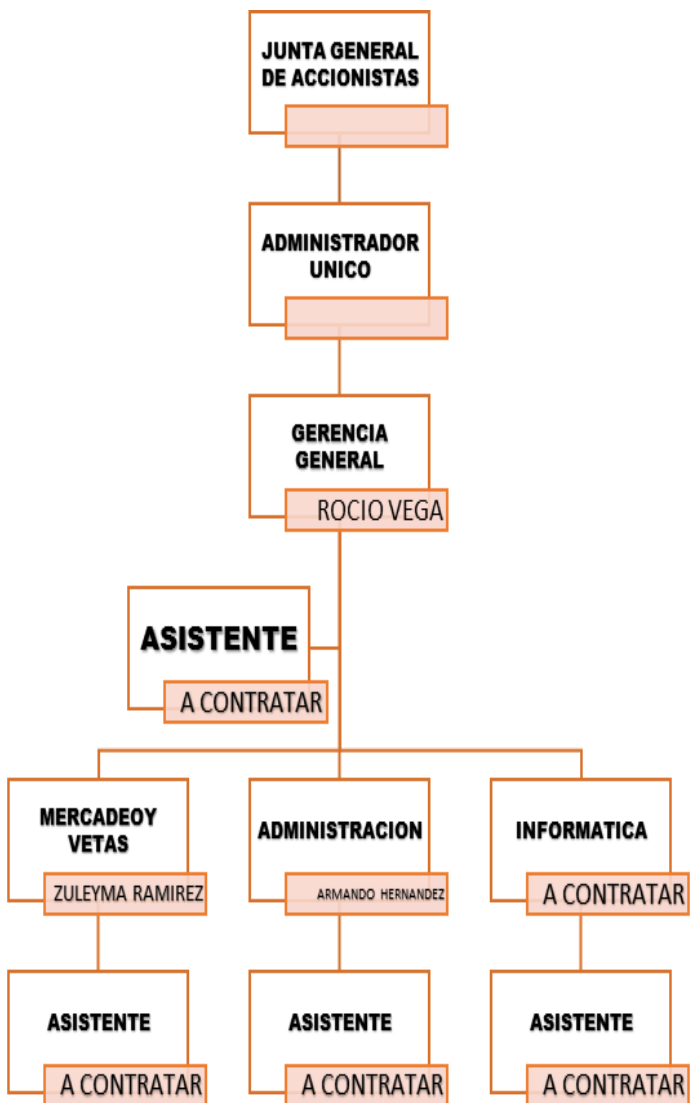 JUNTA GENERAL
DE ACCIONISTAS
ADMINISTRADOR
UNICO
GERENCIA
GENERAL
ROCIO VEGA
ASISTENTE
A CONTRATAR
MERCADEOY
VETAS
ZULEYMA RAMIREZ
ADMINISTRACION
ARMANDO HERNANDEZ
INFORMATICA
A CONTRATAR
ASISTENTE
A CONTRATAR
ASISTENTE
A CONTRATAR
ASISTENTE
A CONTRATAR